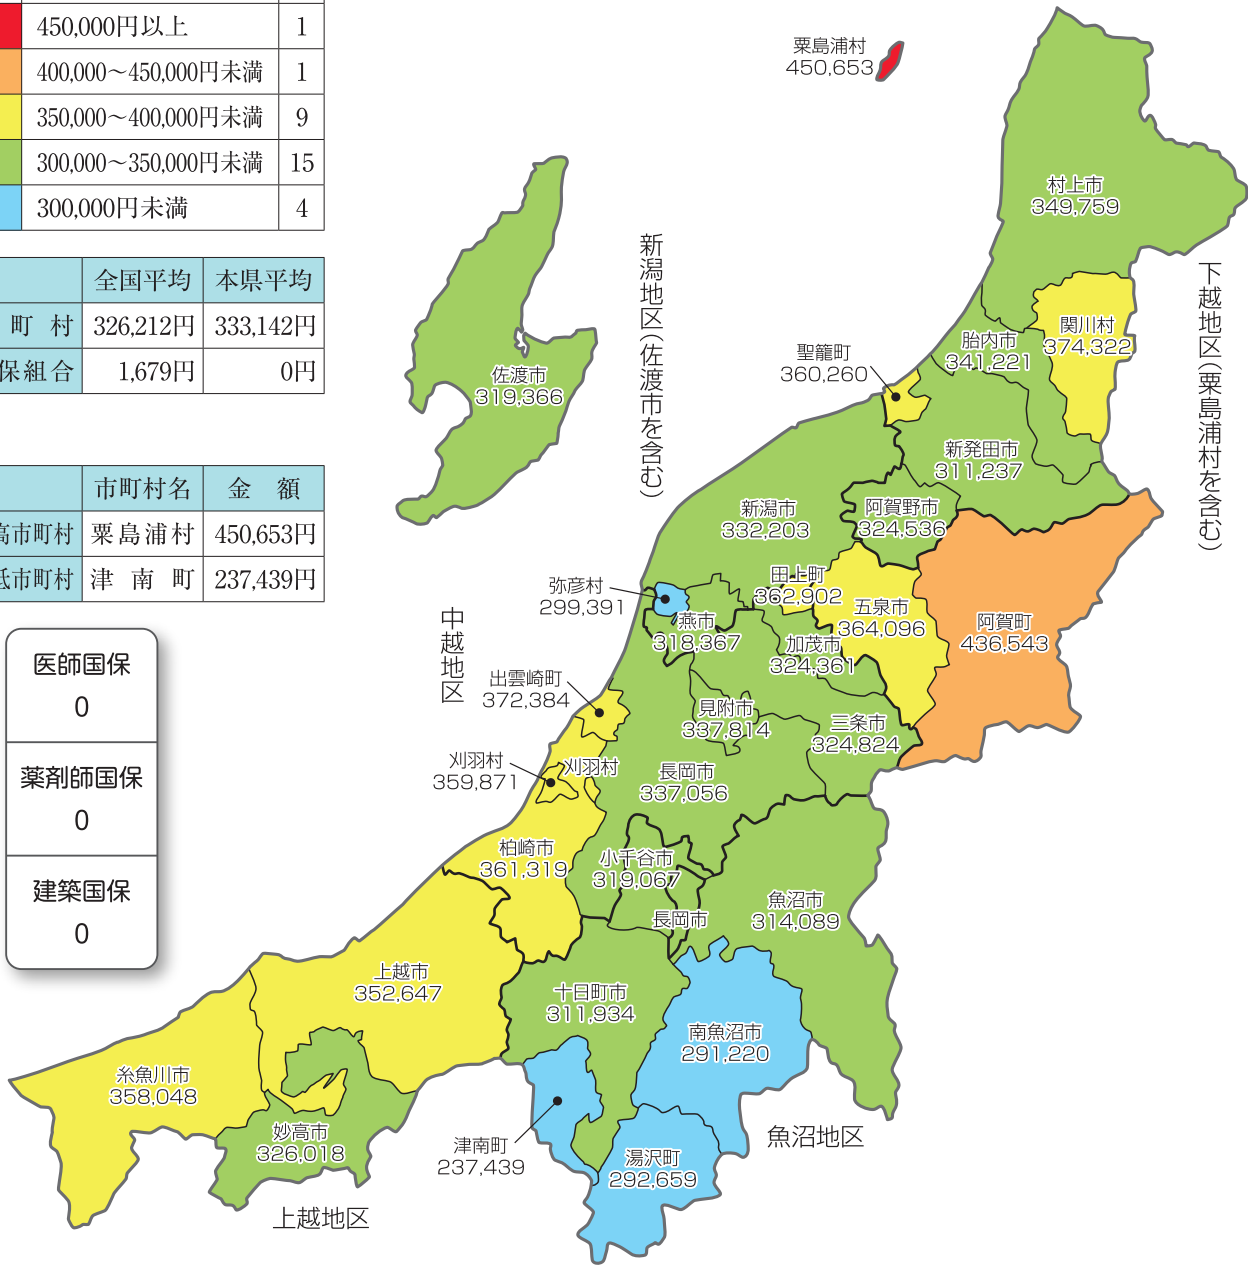 450,000円以上 1
400,000～450,000円未満 1
350,000～400,000円未満 9
300,000～350,000円未満 15
300,000円未満 4
全国平均 本県平均
町村 326,212円 333,142円
保組合 1,679円 0円
市町村名 金額
高市町村 粟島浦村 450,653円
低市町村 津南町 237,439円
医師国保
0
薬剤師国保
0
建築国保
0
粟島浦村
450,653
村上市
349,759
関川村
374,322
胎内市
341,221
聖籠町
360,260
新発田市
311,237
下越地区（粟島浦村を含む）
新潟地区（佐渡市を含む）
佐渡市
319,366
新潟市
332,203
阿賀野市
324,536
田上町
362,902
五泉市
364,096
阿賀町
436,543
弥彦村
299,391
燕市
318,367
加茂市
324,361
中越地区
出雲崎町
372,384
見附市
337,814
三条市
324,824
刈羽村
359,871
刈羽村
長岡市
337,056
柏崎市
361,319
小千谷市
319,067
長岡市
魚沼市
314,089
上越市
352,647
十日町市
311,934
南魚沼市
291,220
糸魚川市
358,048
妙高市
326,018
津南町
237,439
湯沢町
292,659
魚沼地区
上越地区